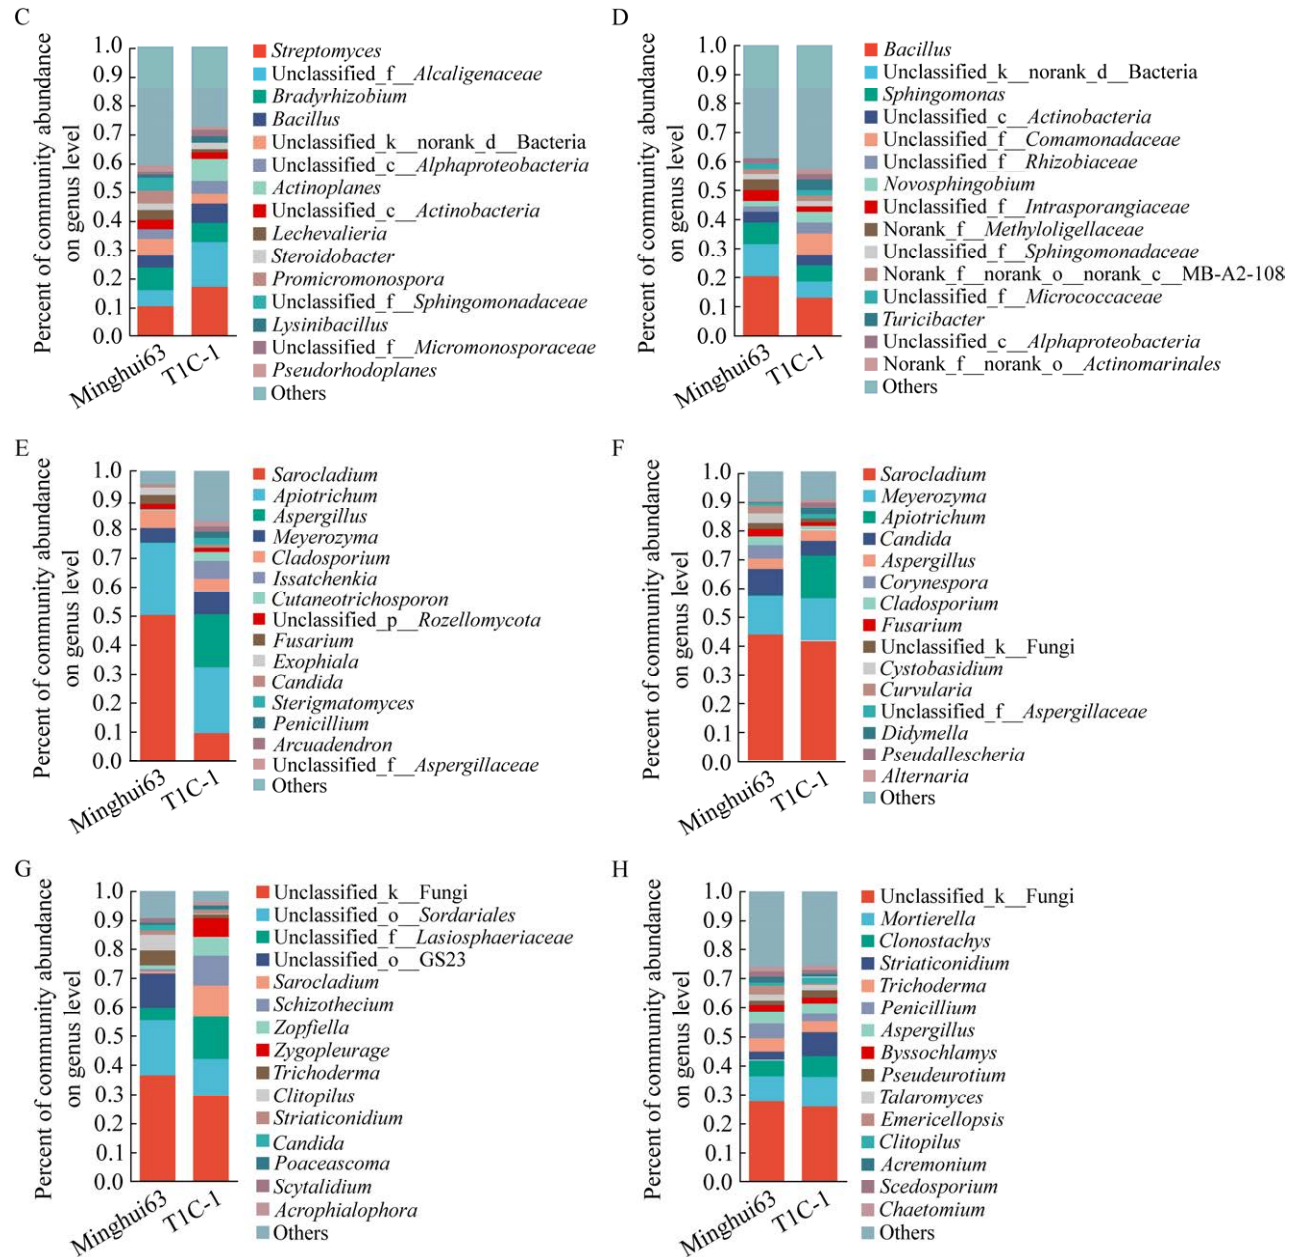 C
Percent of community abundance
on genus level
1.0
0.9
0.8
0.7
0.6
0.5
0.4
0.3
0.2
0.1
0.0
Minghui63
T1C-1
Streptomyces
Unclassified_f__Alcaligenaceae
Bradyrhizobium
Bacillus
Unclassified_k__norank_d__Bacteria
Unclassified_c__Alphaproteobacteria
Actinoplanes
Unclassified_c__Actinobacteria
Lechevalieria
Steroidobacter
Promicromonospora
Unclassified_f__Sphingomonadaceae
Lysinibacillus
Unclassified_f__Micromonosporaceae
Pseudorhodoplanes
Others
D
Percent of community abundance
on genus level
1.0
0.9
0.8
0.7
0.6
0.5
0.4
0.3
0.2
0.1
0.0
Minghui63
T1C-1
Bacillus
Unclassified_k__norank_d__Bacteria
Sphingomonas
Unclassified_c__Actinobacteria
Unclassified_f__Comamonadaceae
Unclassified_f__Rhizobiaceae
Novosphingobium
Unclassified_f__Intrasporangiaceae
Norank_f__Methyloligellaceae
Unclassified_f__Sphingomonadaceae
Norank_f__norank_o__norank_c__MB-A2-108
Unclassified_f__Micrococcaceae
Turicibacter
Unclassified_c__Alphaproteobacteria
Norank_f__norank_o__Actinomarinales
Others
E
Percent of community abundance
on genus level
1.0
0.9
0.8
0.7
0.6
0.5
0.4
0.3
0.2
0.1
0.0
Minghui63
T1C-1
Sarocladium
Apiotrichum
Aspergillus
Meyerozyma
Cladosporium
Issatchenkia
Cutaneotrichosporon
Unclassified_p__Rozellomycota
Fusarium
Exophiala
Candida
Sterigmatomyces
Penicillium
Arcuadendron
Unclassified_f__Aspergillaceae
Others
F
Percent of community abundance
on genus level
1.0
0.9
0.8
0.7
0.6
0.5
0.4
0.3
0.2
0.1
0.0
Minghui63
T1C-1
Sarocladium
Meyerozyma
Apiotrichum
Candida
Aspergillus
Corynespora
Cladosporium
Fusarium
Unclassified_k__Fungi
Cystobasidium
Curvularia
Unclassified_f__Aspergillaceae
Didymella
Pseudallescheria
Alternaria
Others
G
Percent of community abundance
on genus level
1.0
0.9
0.8
0.7
0.6
0.5
0.4
0.3
0.2
0.1
0.0
Minghui63
T1C-1
Unclassified_k__Fungi
Unclassified_o__Sordariales
Unclassified_f__Lasiosphaeriaceae
Unclassified_o__GS23
Sarocladium
Schizothecium
Zopfiella
Zygopleurage
Trichoderma
Clitopilus
Striaticonidium
Candida
Poaceascoma
Scytalidium
Acrophialophora
Others
H
Percent of community abundance
on genus level
1.0
0.9
0.8
0.7
0.6
0.5
0.4
0.3
0.2
0.1
0.0
Minghui63
T1C-1
Unclassified_k__Fungi
Mortierella
Clonostachys
Striaticonidium
Trichoderma
Penicillium
Aspergillus
Byssochlamys
Pseudeurotium
Talaromyces
Emericellopsis
Clitopilus
Acremonium
Scedosporium
Chaetomium
Others